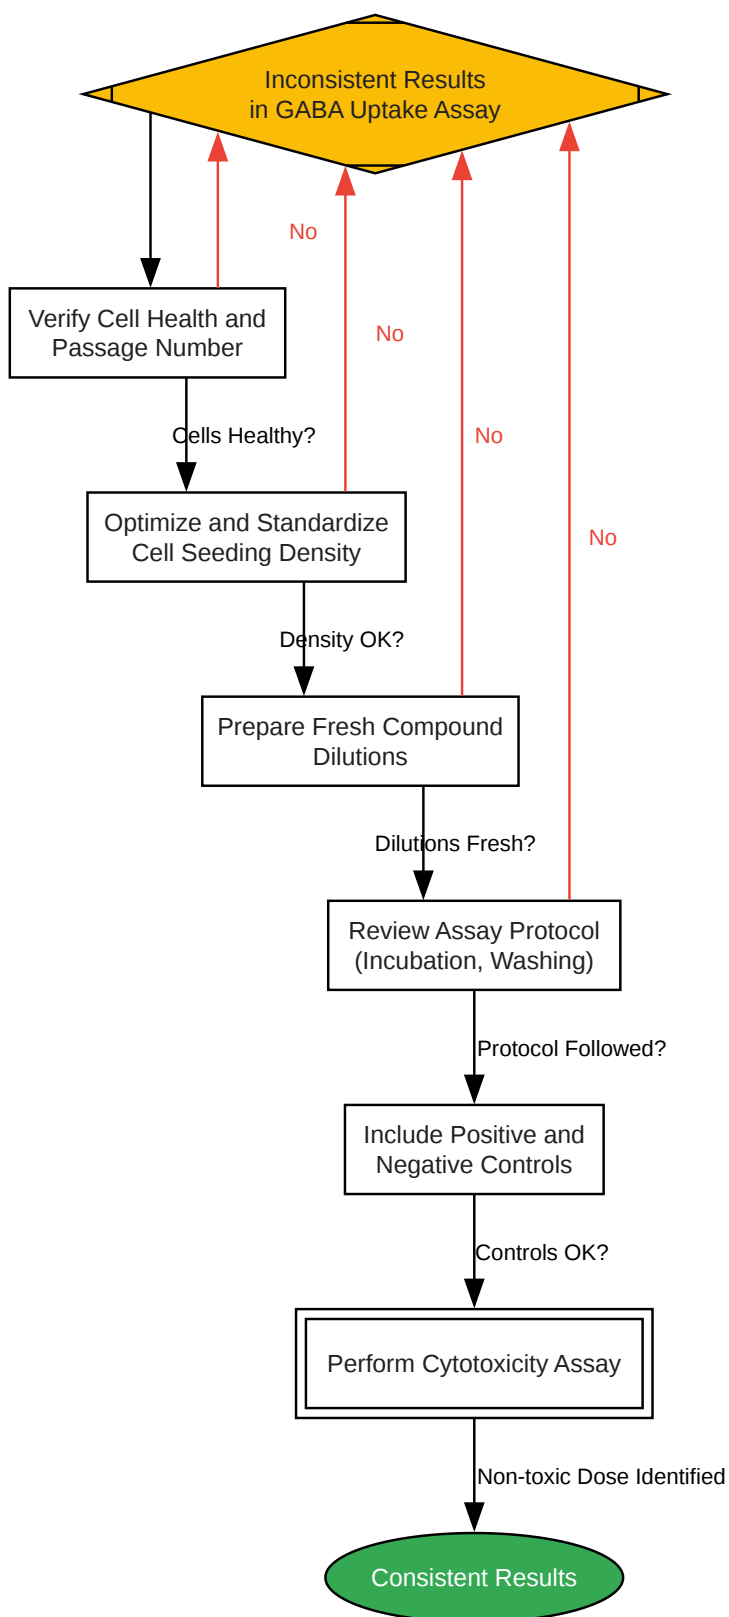 Inconsistent Results
in GABA Uptake Assay
No
Verify Cell Health and
Passage Number
No
Cells Healthy?
No
Optimize and Standardize
Cell Seeding Density
No
Density OK?
Prepare Fresh Compound
Dilutions
Dilutions Fresh?
Review Assay Protocol
(Incubation, Washing)
Protocol Followed?
Include Positive and
Negative Controls
Controls OK?
Perform Cytotoxicity Assay
Non-toxic Dose Identified
Consistent Results